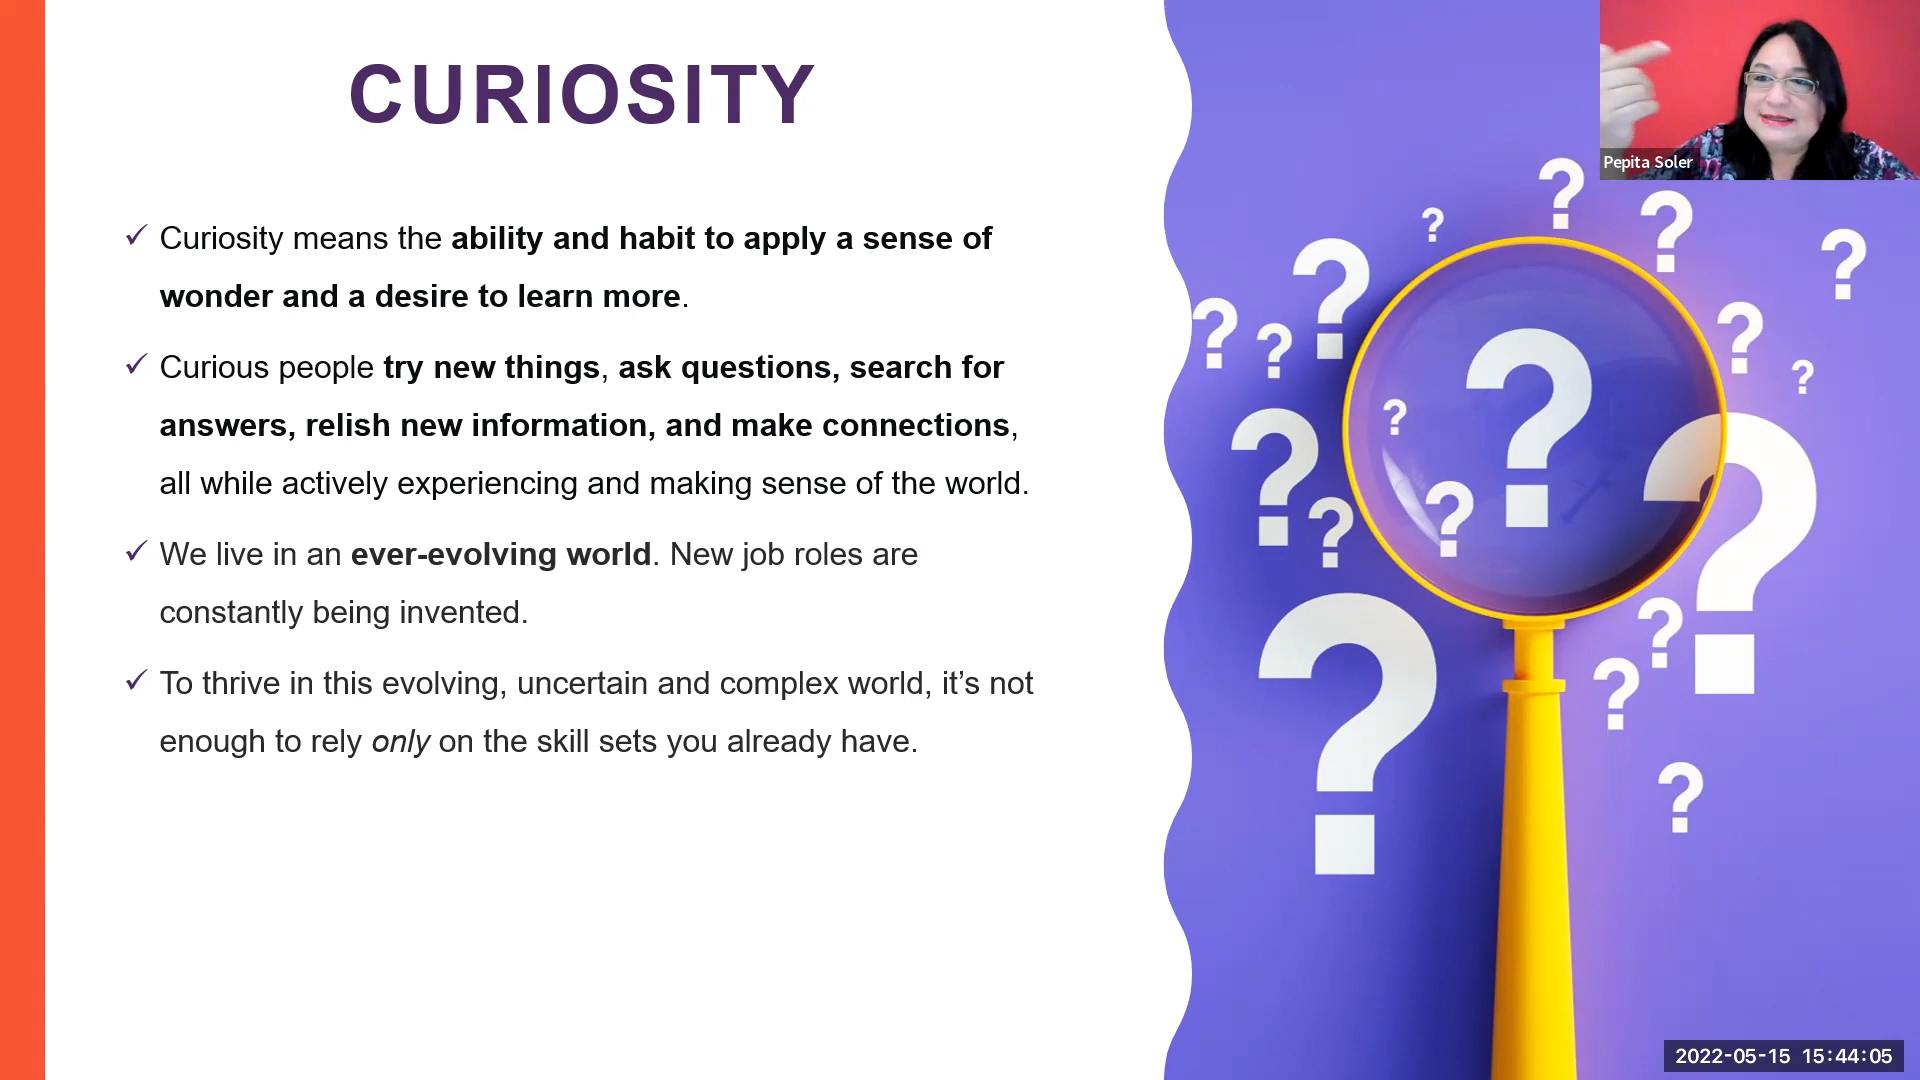 CURIOSITY
✓ Curiosity means the ability and habit to apply a sense of
wonder and a desire to learn more.
✓ Curious people try new things, ask questions, search for
answers, relish new information, and make connections,
all while actively experiencing and making sense of the world.
✓ We live in an ever-evolving world. New job roles are
constantly being invented.
✓ To thrive in this evolving, uncertain and complex world, it’s not
enough to rely only on the skill sets you already have.
Pepita Soler
? ? ? ? ? ? ? ? ? ? ? ? ? ? ? ? ? ? ? ?
2022-05-15 15:44:05